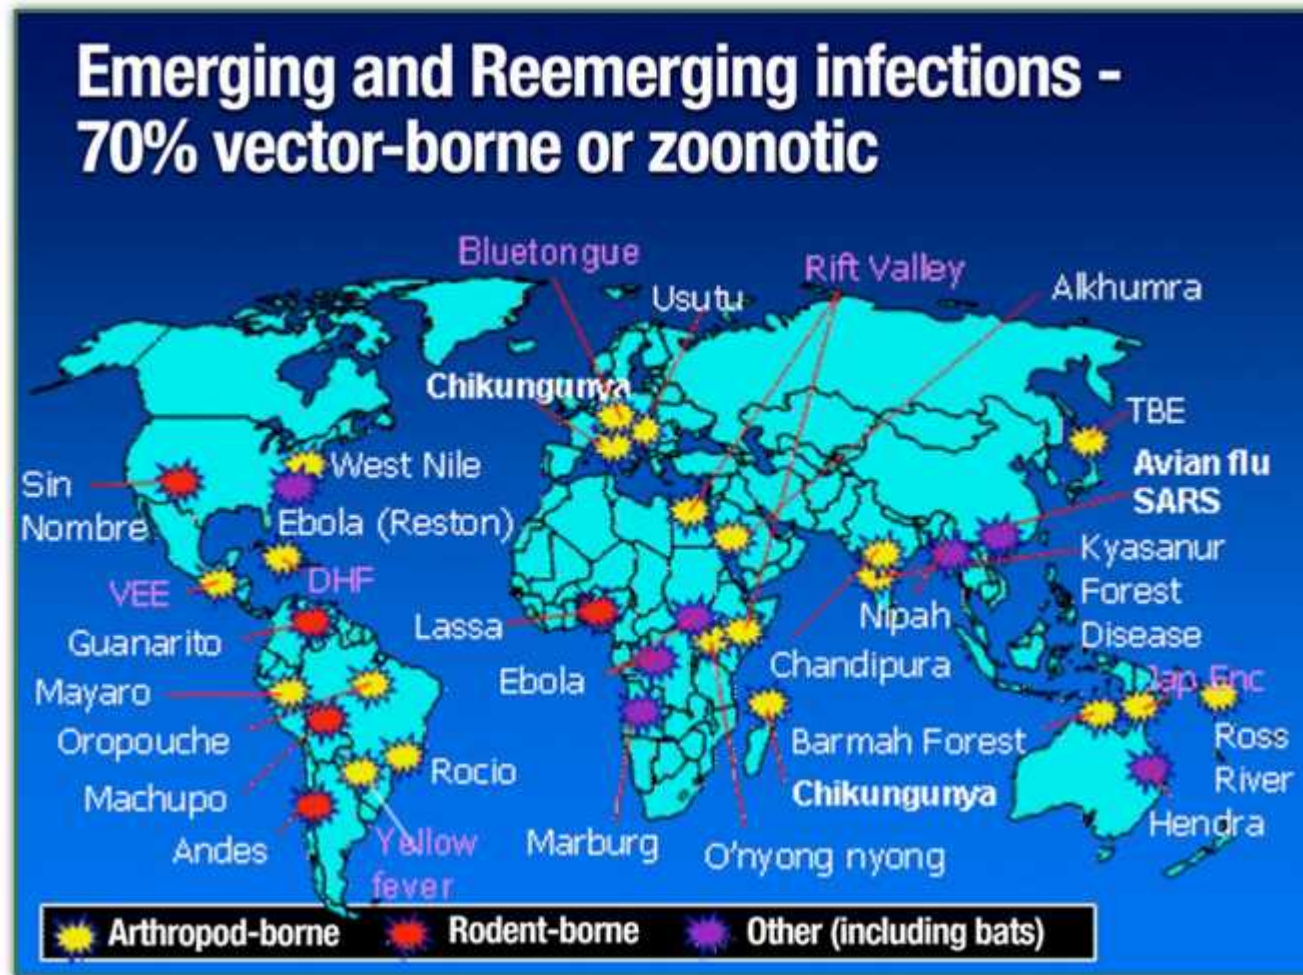 Emerging and Reemerging infections -
70% vector-borne or zoonotic
Bluetongue
Rift Valley
Usutu
Alkhumra
Chikungunya
TBE
West Nile
Avian flu
SARS
Sin
Nombre
Ebola (Reston)
Kyasanur
Forest
Disease
VEE
DHF
Nipah
Guanarito
Lassa
Chandipura
Ebola
Mayaro
Jap Enc
Oropouche
Rocio
Barmah Forest
Ross
River
Machupo
Chikungunya
Hendra
Andes
Yellow
fever
Marburg
O'nyong nyong
Arthropod-borne
Rodent-borne
Other (including bats)